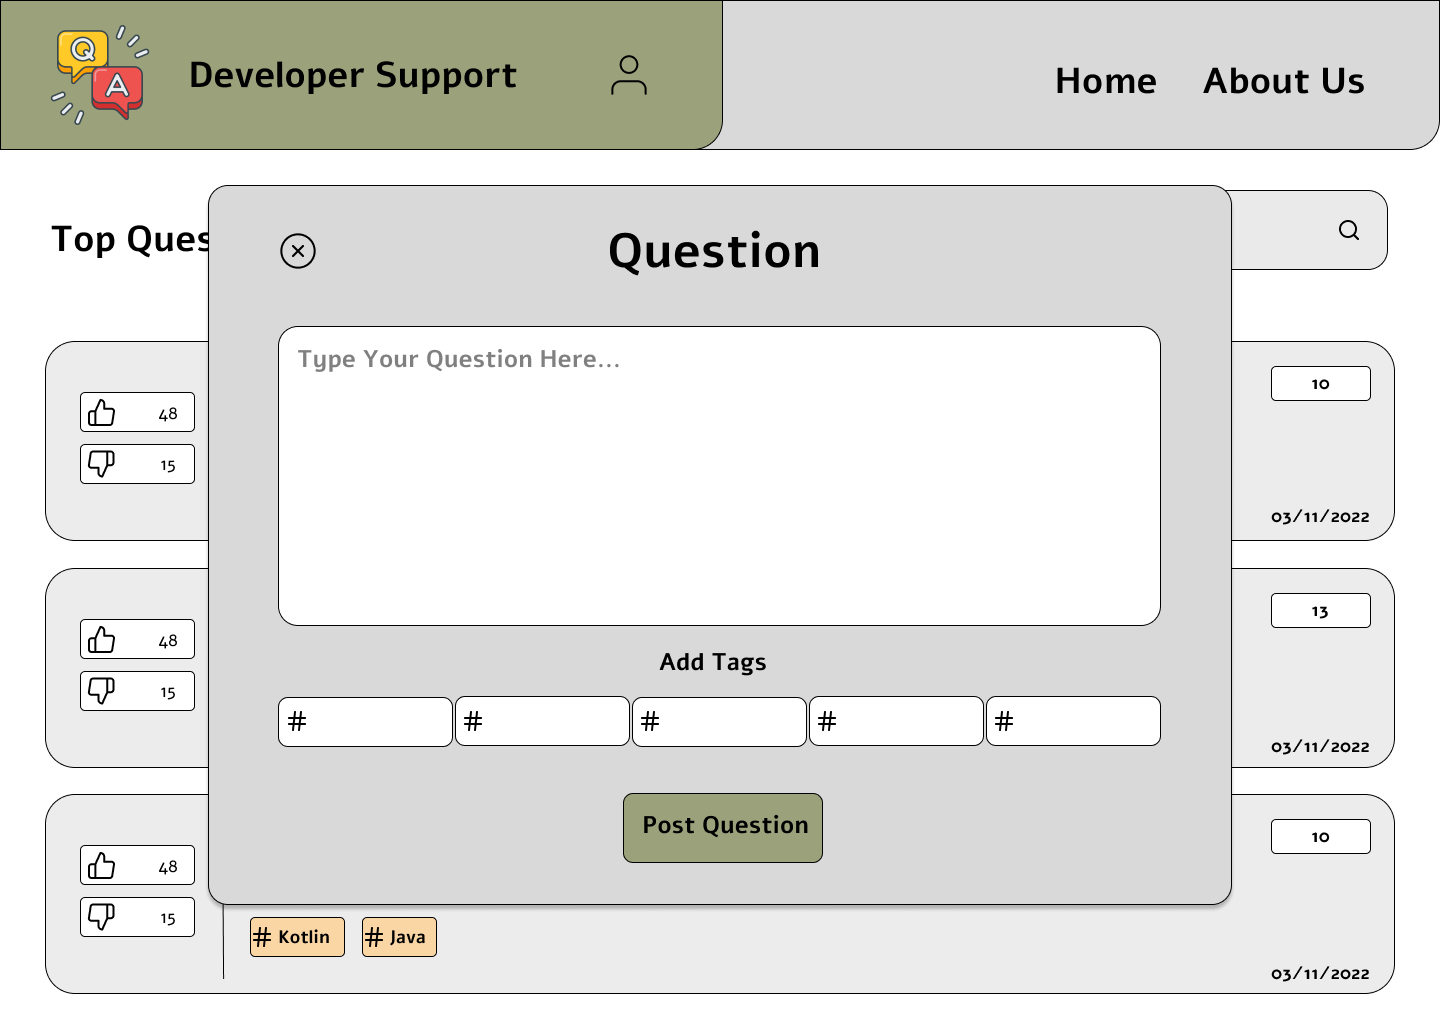 Q
A
Developer Support
Home
About Us
Top Ques
Question
Type Your Question Here...
48
15
10
03/11/2022
48
15
13
03/11/2022
Add Tags
# # # # #
Post Question
48
15
10
# Kotlin # Java
03/11/2022